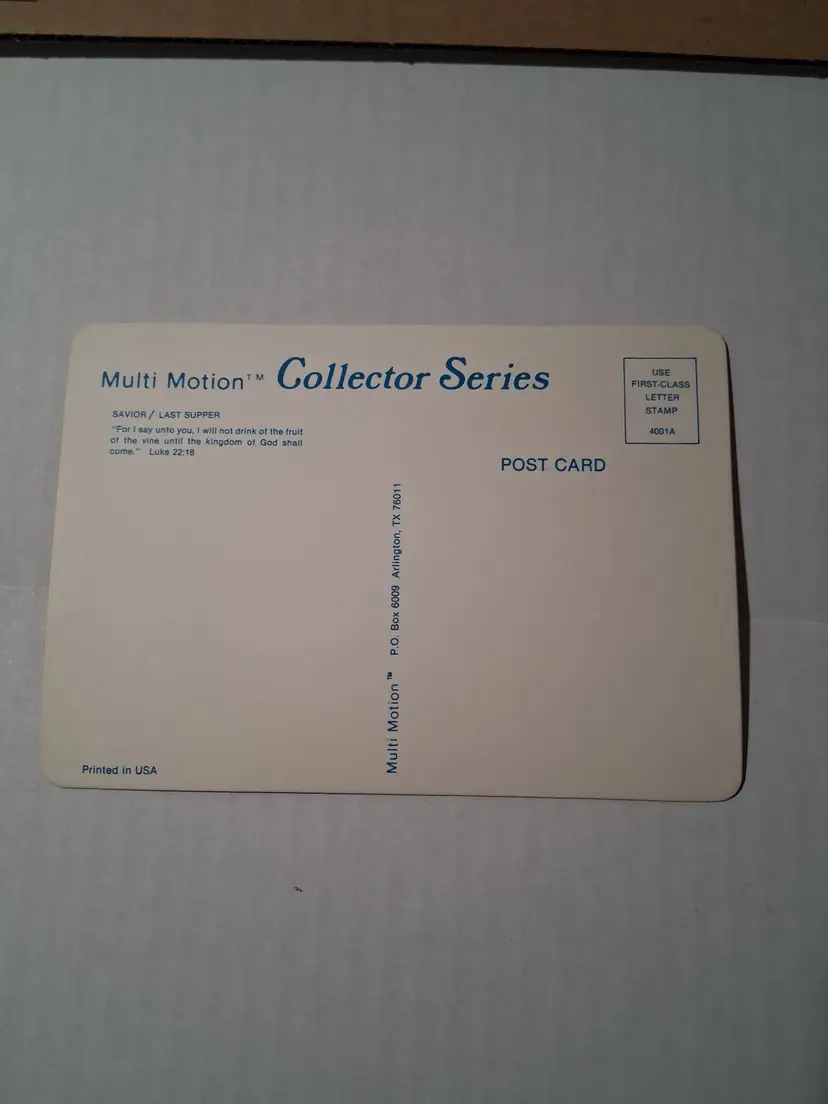 Multi Motion™ Collector Series
SAVIOR / LAST SUPPER
"For I say unto you, I will not drink of the fruit
of the vine until the kingdom of God shall
come." Luke 22:18
USE
FIRST-CLASS
LETTER
STAMP
4001A
POST CARD
Multi Motion™ P.O. Box 6009 Arlington, TX 76011
Printed in USA